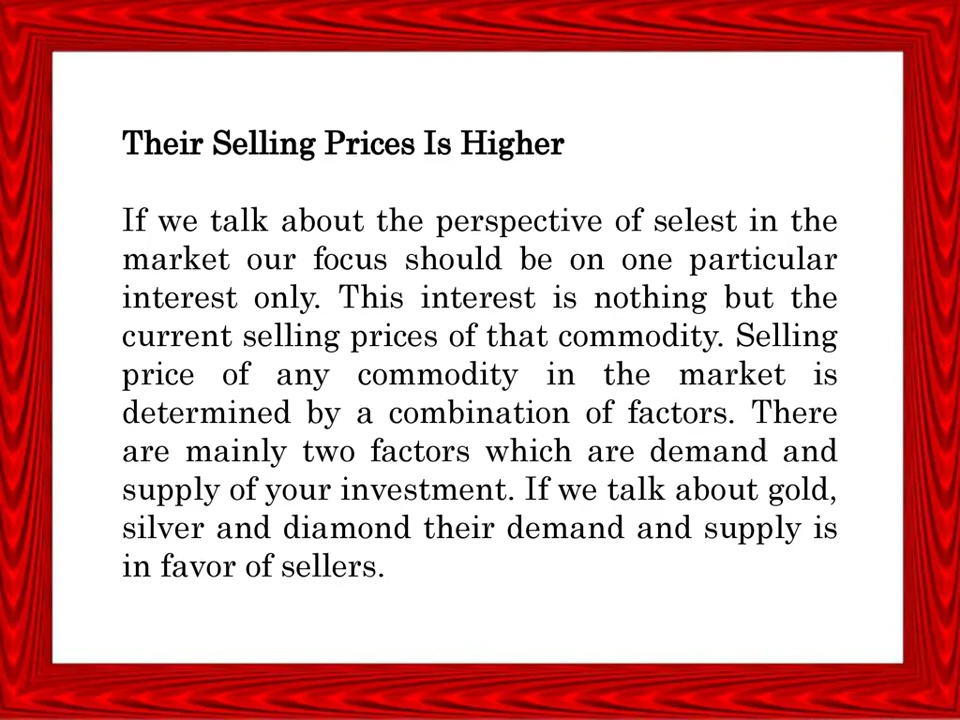 Their Selling Prices Is Higher
If we talk about the perspective of selest in the
market our focus should be on one particular
interest only. This interest is nothing but the
current selling prices of that commodity. Selling
price of any commodity in the market is
determined by a combination of factors. There
are mainly two factors which are demand and
supply of your investment. If we talk about gold,
silver and diamond their demand and supply is
in favor of sellers.